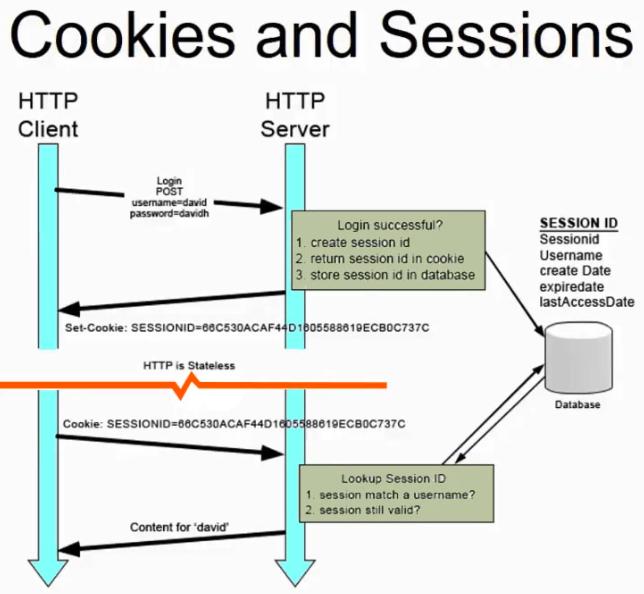 Cookies and Sessions
HTTP
Client
HTTP
Server
Login
POST
username=david
password=davidh
Login successful?
1. create session id
2. return session id in cookie
3. store session id in database
SESSION ID
Sessionid
Username
create Date
expiredate
lastAccessDate
Set-Cookie: SESSIONID=66C530ACAF44D1605588619ECB0C737C
HTTP is Stateless
Database
Cookie: SESSIONID=66C530ACAF44D1605588619ECB0C737C
Lookup Session ID
1. session match a username?
2. session still valid?
Content for 'david'